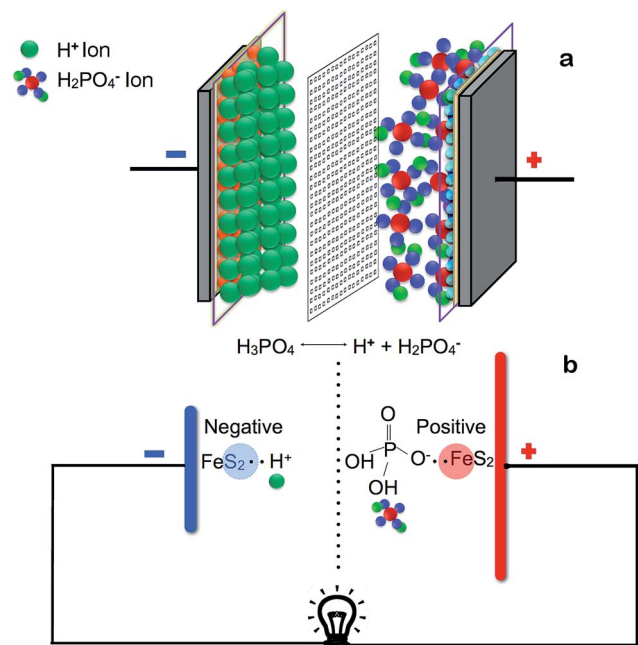 H⁺ Ion
H₂PO₄⁻ Ion
a
−
+
H₃PO₄ ⟷ H⁺ + H₂PO₄⁻
b
Negative
Positive
−
+
FeS₂ • • H⁺
O
P
OH
O⁻ • • FeS₂
OH